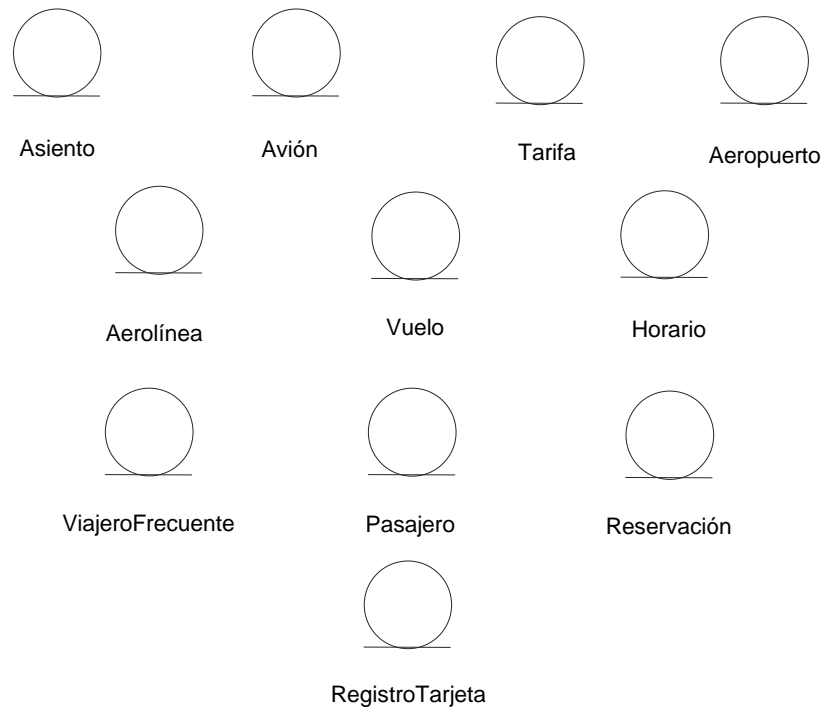 Asiento
Avión
Tarifa
Aeropuerto
Aerolínea
Vuelo
Horario
ViajeroFrecuente
Pasajero
Reservación
RegistroTarjeta